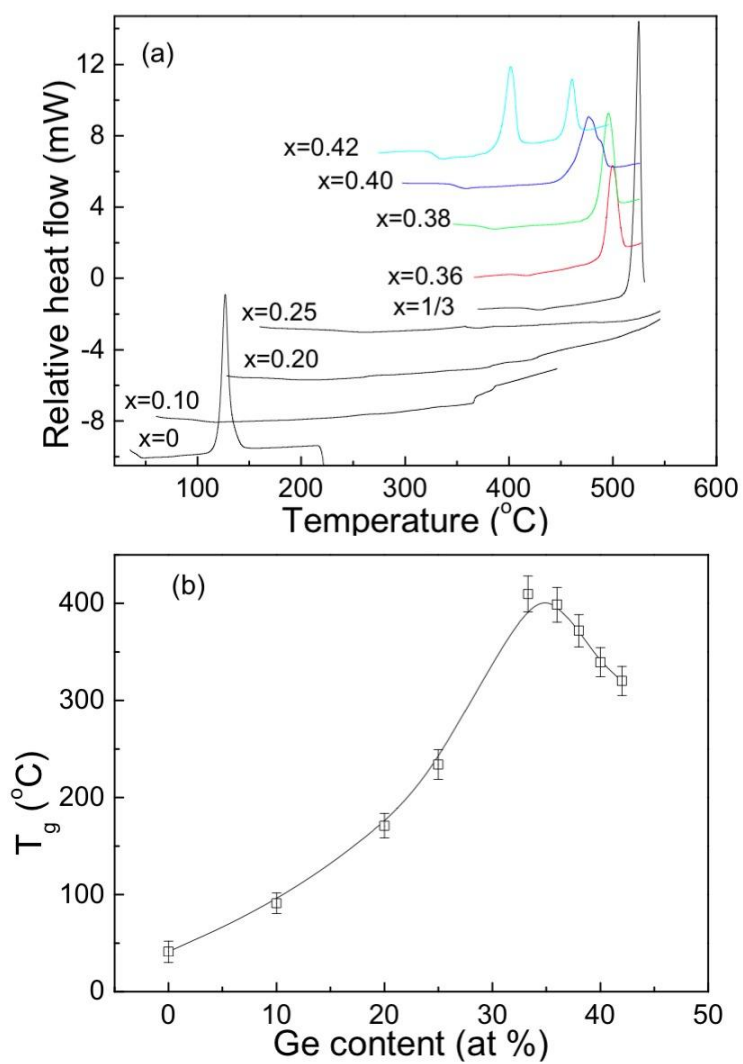 (a)
12
8
4
0
-4
-8
Relative heat flow (mW)
x=0.42
x=0.40
x=0.38
x=0.36
x=1/3
x=0.25
x=0.20
x=0.10
x=0
100 200 300 400 500 600
Temperature (°C)
(b)
400
300
200
100
0
Tg (°C)
0 10 20 30 40 50
Ge content (at %)